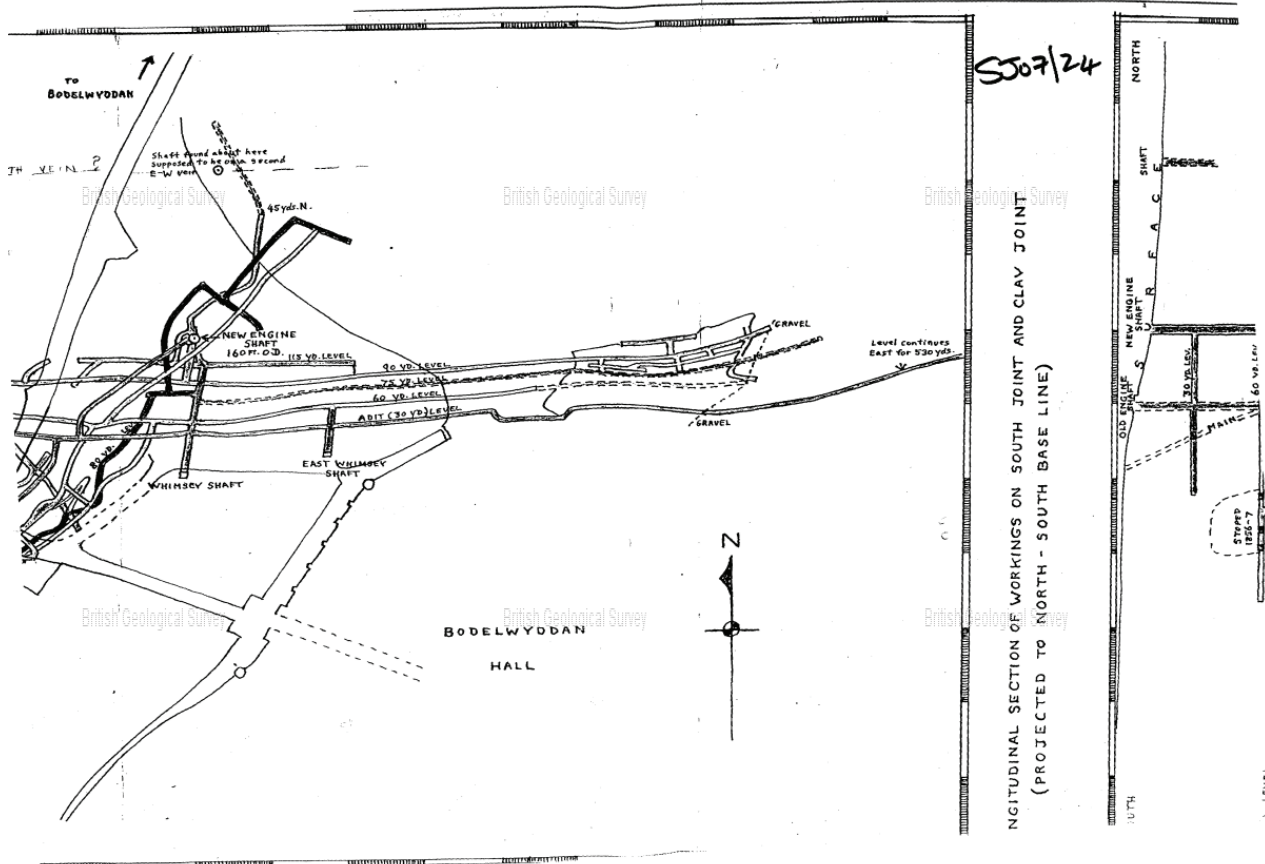 TO
BODELWYDDAN
TH VEIN ?
Shaft found about here
supposed to be on a second
E-W vein
45 yds. N.
NEW ENGINE
SHAFT
160 FT. O.D.
115 YD. LEVEL
90 YD. LEVEL
75 YD. LEVEL
60 YD. LEVEL
ADIT (30 YD) LEVEL
80 YD.
GRAVEL
GRAVEL
Level continues
East for 530 yds.
EAST WHIMSEY
SHAFT
WHIMSEY SHAFT
BODELWYDDAN
HALL
N
British Geological Survey
British Geological Survey
British Geological Survey
British Geological Survey
British Geological Survey
British Geological Survey
SJ07/24
NGITUDINAL SECTION OF WORKINGS ON SOUTH JOINT AND CLAY JOINT
(PROJECTED TO NORTH - SOUTH BASE LINE)
NORTH
SHAFT
SURFACE
NEW ENGINE
SHAFT
OLD ENGINE
SHAFT
30 YD. LEV.
60 YD. LEV
MAIN
STOPED
1856-7
UTH